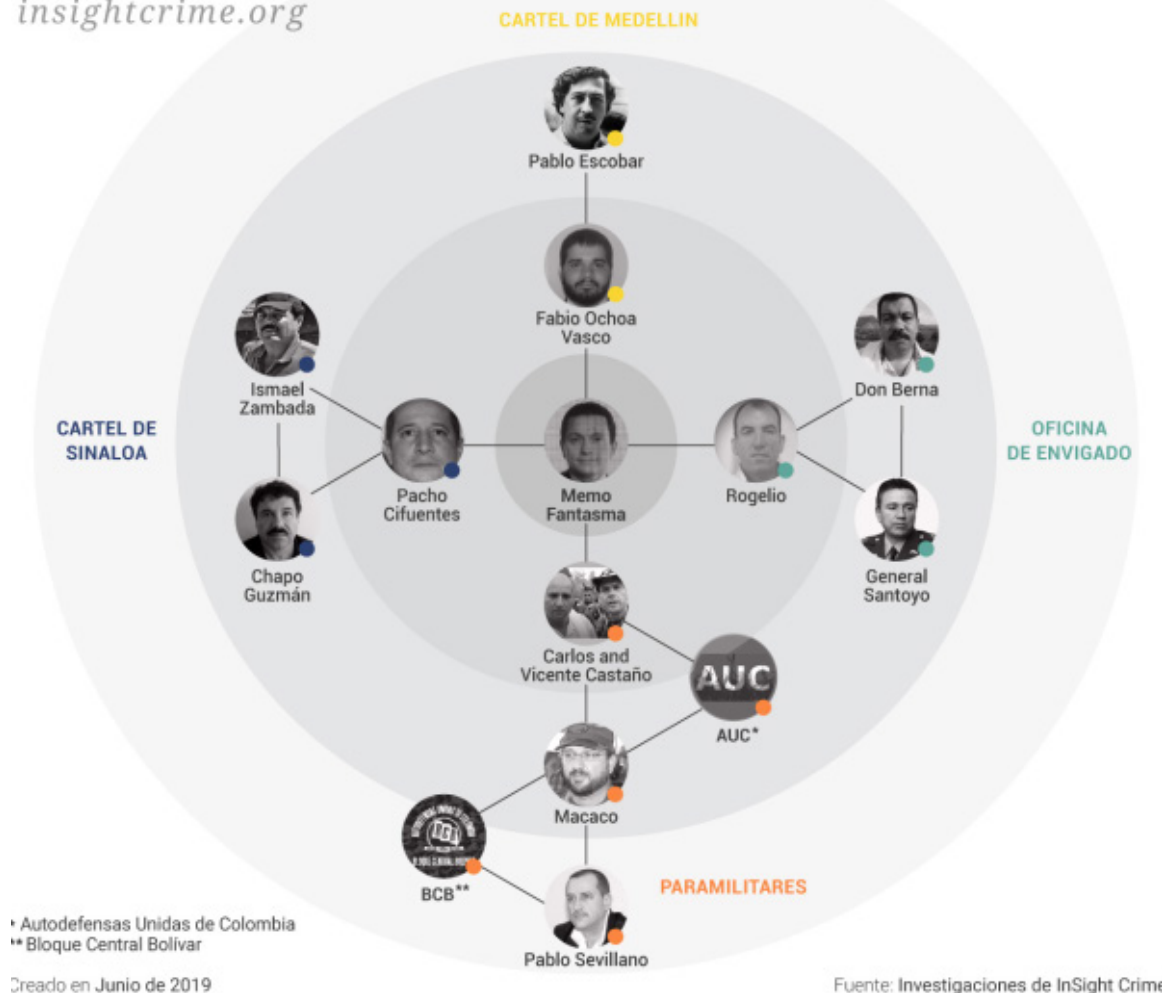 insightcrime.org
CARTEL DE MEDELLIN
Pablo Escobar
Fabio Ochoa
Vasco
Ismael
Zambada
Don Berna
CARTEL DE
SINALOA
OFICINA
DE ENVIGADO
Pacho
Cifuentes
Memo
Fantasma
Rogelio
Chapo
Guzmán
General
Santoyo
Carlos and
Vicente Castaño
AUC
AUC*
Macaco
BCB**
PARAMILITARES
Pablo Sevillano
* Autodefensas Unidas de Colombia
** Bloque Central Bolívar
Creado en Junio de 2019
Fuente: Investigaciones de InSight Crime